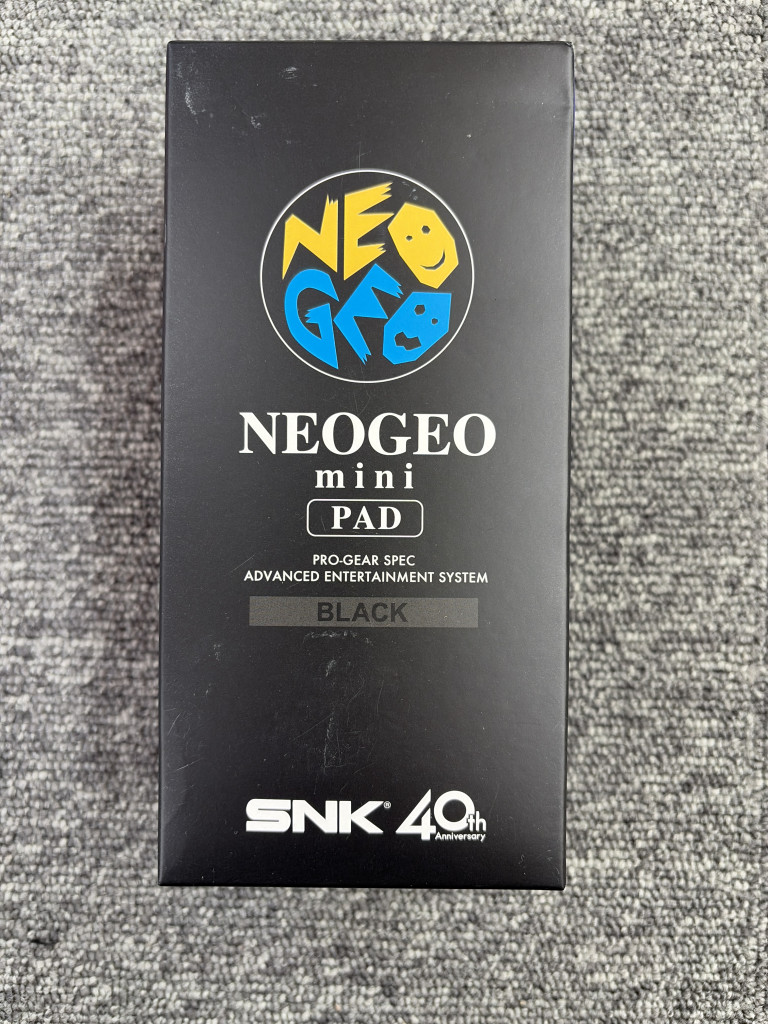 NEO
GEO
NEOGEO
mini
PAD
PRO-GEAR SPEC
ADVANCED ENTERTAINMENT SYSTEM
BLACK
SNK® 40th
Anniversary